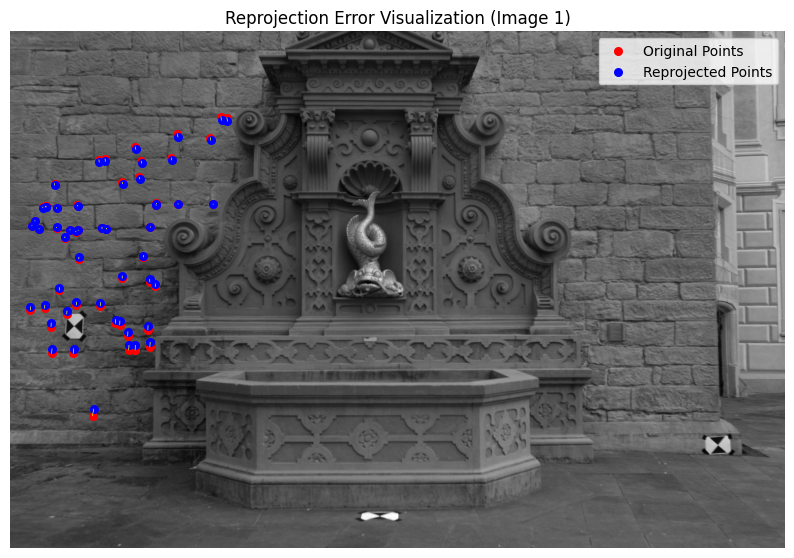 Reprojection Error Visualization (Image 1)
Original Points
Reprojected Points